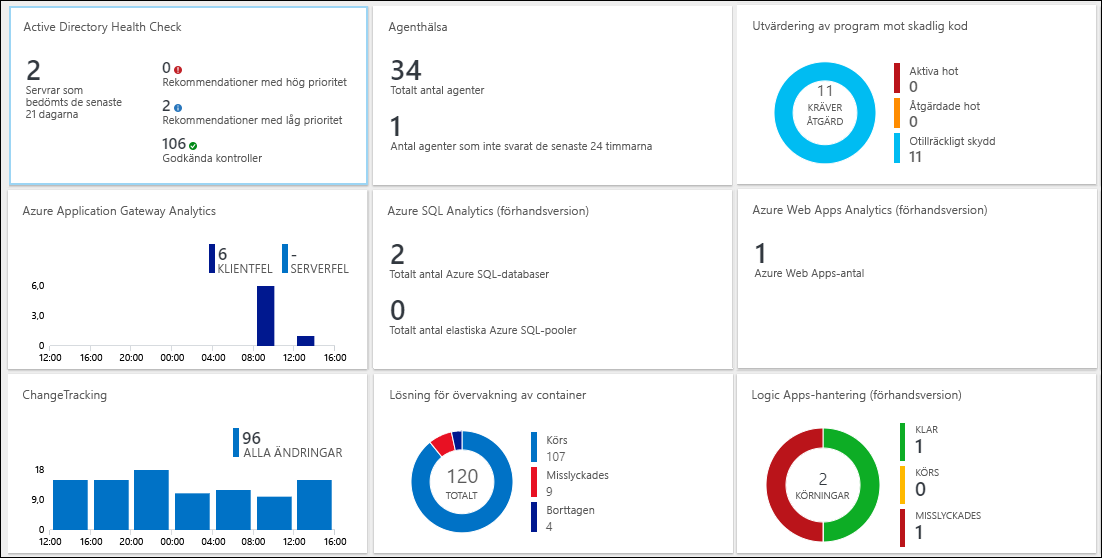 Active Directory Health Check
2
Servrar som
bedömts de senaste
21 dagarna
0
Rekommendationer med hög prioritet
2
Rekommendationer med låg prioritet
106
Godkända kontroller
Agenthälsa
34
Totalt antal agenter
1
Antal agenter som inte svarat de senaste 24 timmarna
Utvärdering av program mot skadlig kod
11
KRÄVER
ÅTGÄRD
Aktiva hot
0
Åtgärdade hot
0
Otillräckligt skydd
11
Azure Application Gateway Analytics
6
KLIENTFEL
-
SERVERFEL
6,0
3,0
0
12:00 16:00 20:00 00:00 04:00 08:00 12:00 16:00
Azure SQL Analytics (förhandsversion)
2
Totalt antal Azure SQL-databaser
0
Totalt antal elastiska Azure SQL-pooler
Azure Web Apps Analytics (förhandsversion)
1
Azure Web Apps-antal
ChangeTracking
96
ALLA ÄNDRINGAR
18
9,0
0
12:00 16:00 20:00 00:00 04:00 08:00 12:00 16:00
Lösning för övervakning av container
120
TOTALT
Körs
107
Misslyckades
9
Borttagen
4
Logic Apps-hantering (förhandsversion)
2
KÖRNINGAR
KLAR
1
KÖRS
0
MISSLYCKADES
1